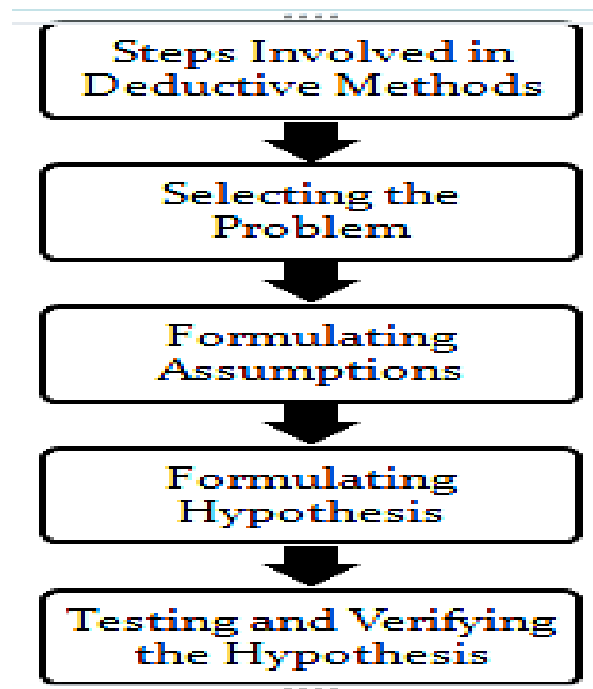 Steps Involved in
Deductive Methods
Selecting the
Problem
Formulating
Assumptions
Formulating
Hypothesis
Testing and Verifying
the Hypothesis